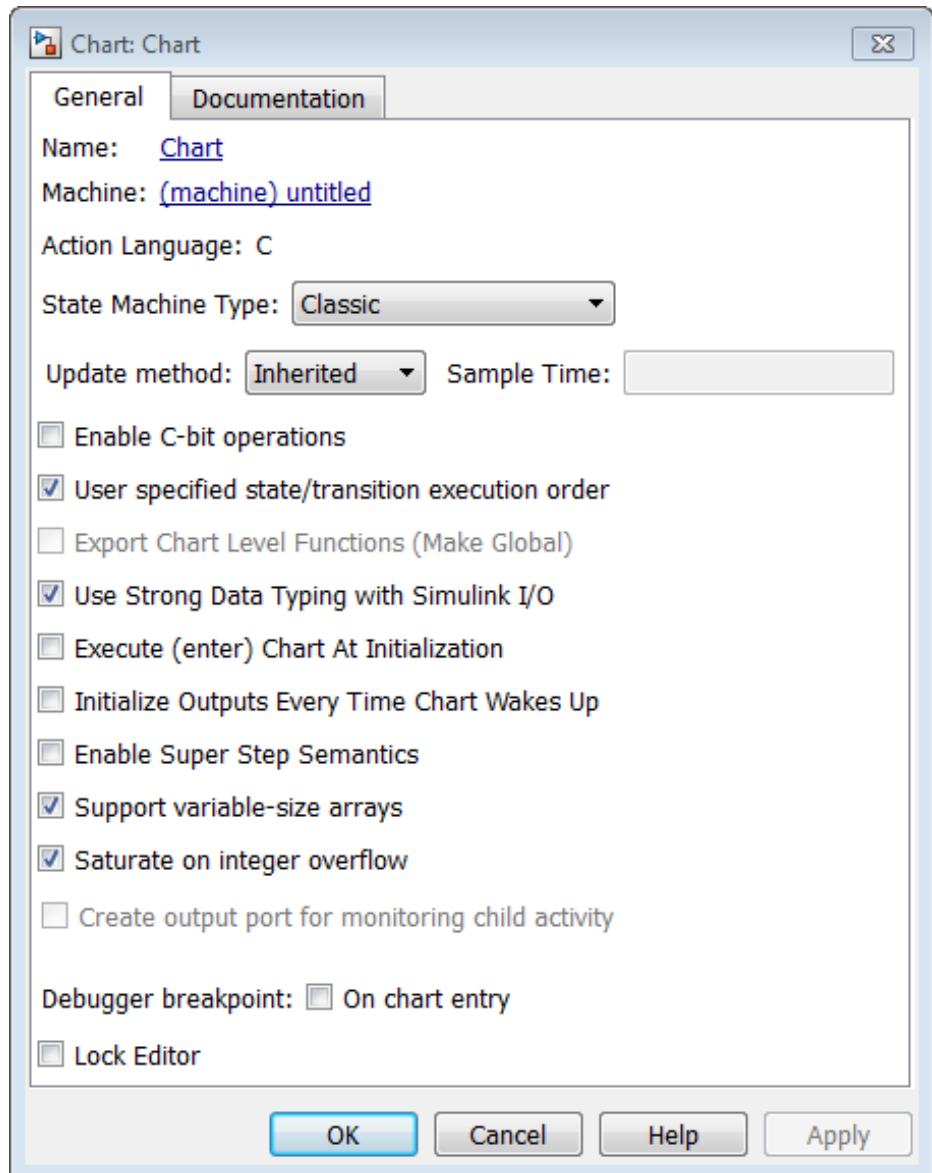 Chart: Chart
General Documentation
Name: Chart
Machine: (machine) untitled
Action Language: C
State Machine Type: Classic
Update method: Inherited Sample Time:
Enable C-bit operations
User specified state/transition execution order
Export Chart Level Functions (Make Global)
Use Strong Data Typing with Simulink I/O
Execute (enter) Chart At Initialization
Initialize Outputs Every Time Chart Wakes Up
Enable Super Step Semantics
Support variable-size arrays
Saturate on integer overflow
Create output port for monitoring child activity
Debugger breakpoint: On chart entry
Lock Editor
OK Cancel Help Apply